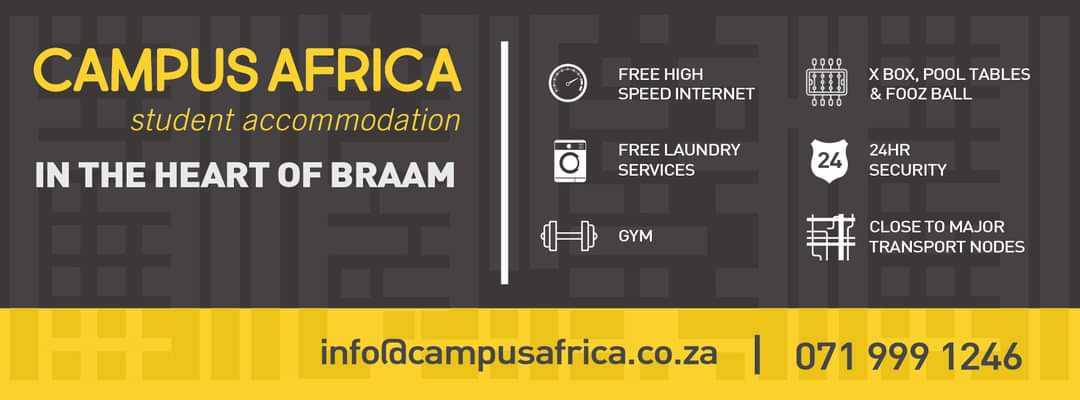 CAMPUS AFRICA
student accommodation
IN THE HEART OF BRAAM
FREE HIGH
SPEED INTERNET
FREE LAUNDRY
SERVICES
GYM
X BOX, POOL TABLES
& FOOZ BALL
24
24HR
SECURITY
CLOSE TO MAJOR
TRANSPORT NODES
info@campusafrica.co.za | 071 999 1246